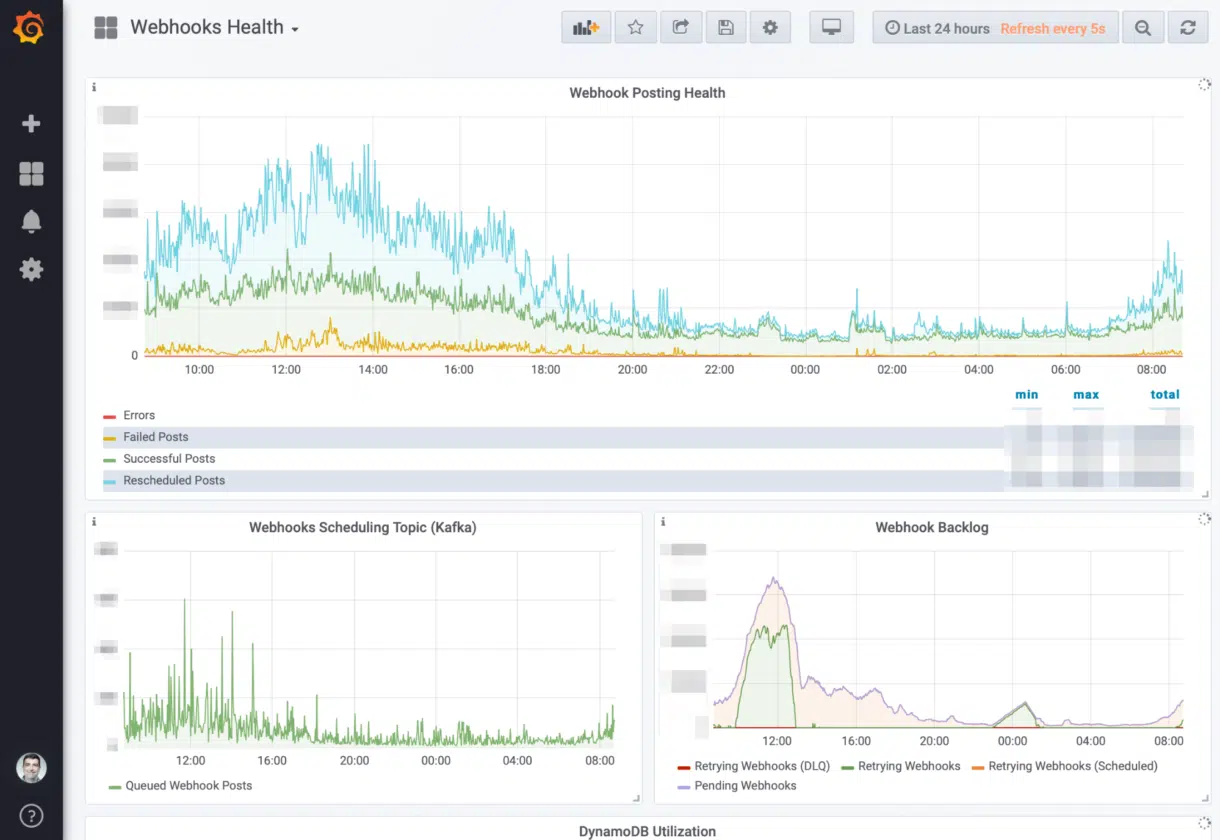 Webhooks Health
Last 24 hours Refresh every 5s
i
Webhook Posting Health
0
10:00 12:00 14:00 16:00 18:00 20:00 22:00 00:00 02:00 04:00 06:00 08:00
min max total
Errors
Failed Posts
Successful Posts
Rescheduled Posts
i
Webhooks Scheduling Topic (Kafka)
12:00 16:00 20:00 00:00 04:00 08:00
Queued Webhook Posts
i
Webhook Backlog
12:00 16:00 20:00 00:00 04:00 08:00
Retrying Webhooks (DLQ) Retrying Webhooks Retrying Webhooks (Scheduled)
Pending Webhooks
?
DynamoDB Utilization